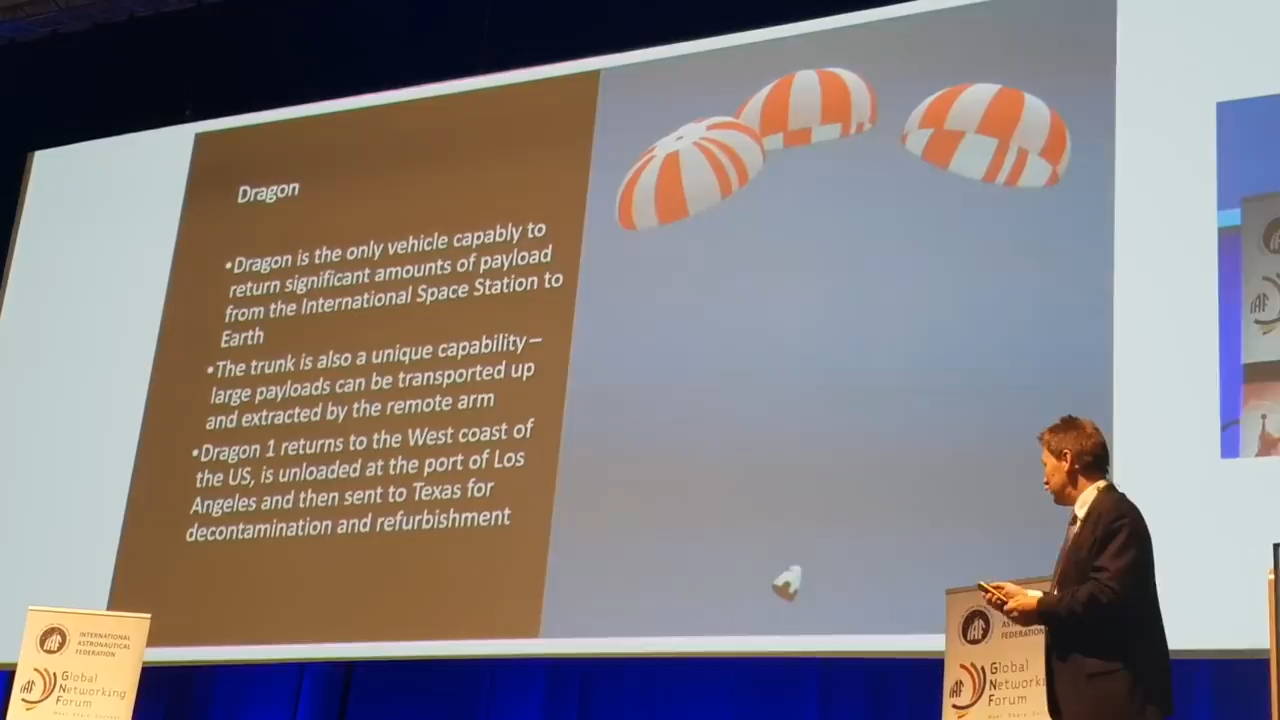 Dragon
•Dragon is the only vehicle capably to
return significant amounts of payload
from the International Space Station to
Earth
•The trunk is also a unique capability –
large payloads can be transported up
and extracted by the remote arm
•Dragon 1 returns to the West coast of
the US, is unloaded at the port of Los
Angeles and then sent to Texas for
decontamination and refurbishment
IAF
INTERNATIONAL
ASTRONAUTICAL
FEDERATION
IAF
Global
Networking
Forum
IAF
FEDERATION
IAF
Global
Networki
Forum
IAF